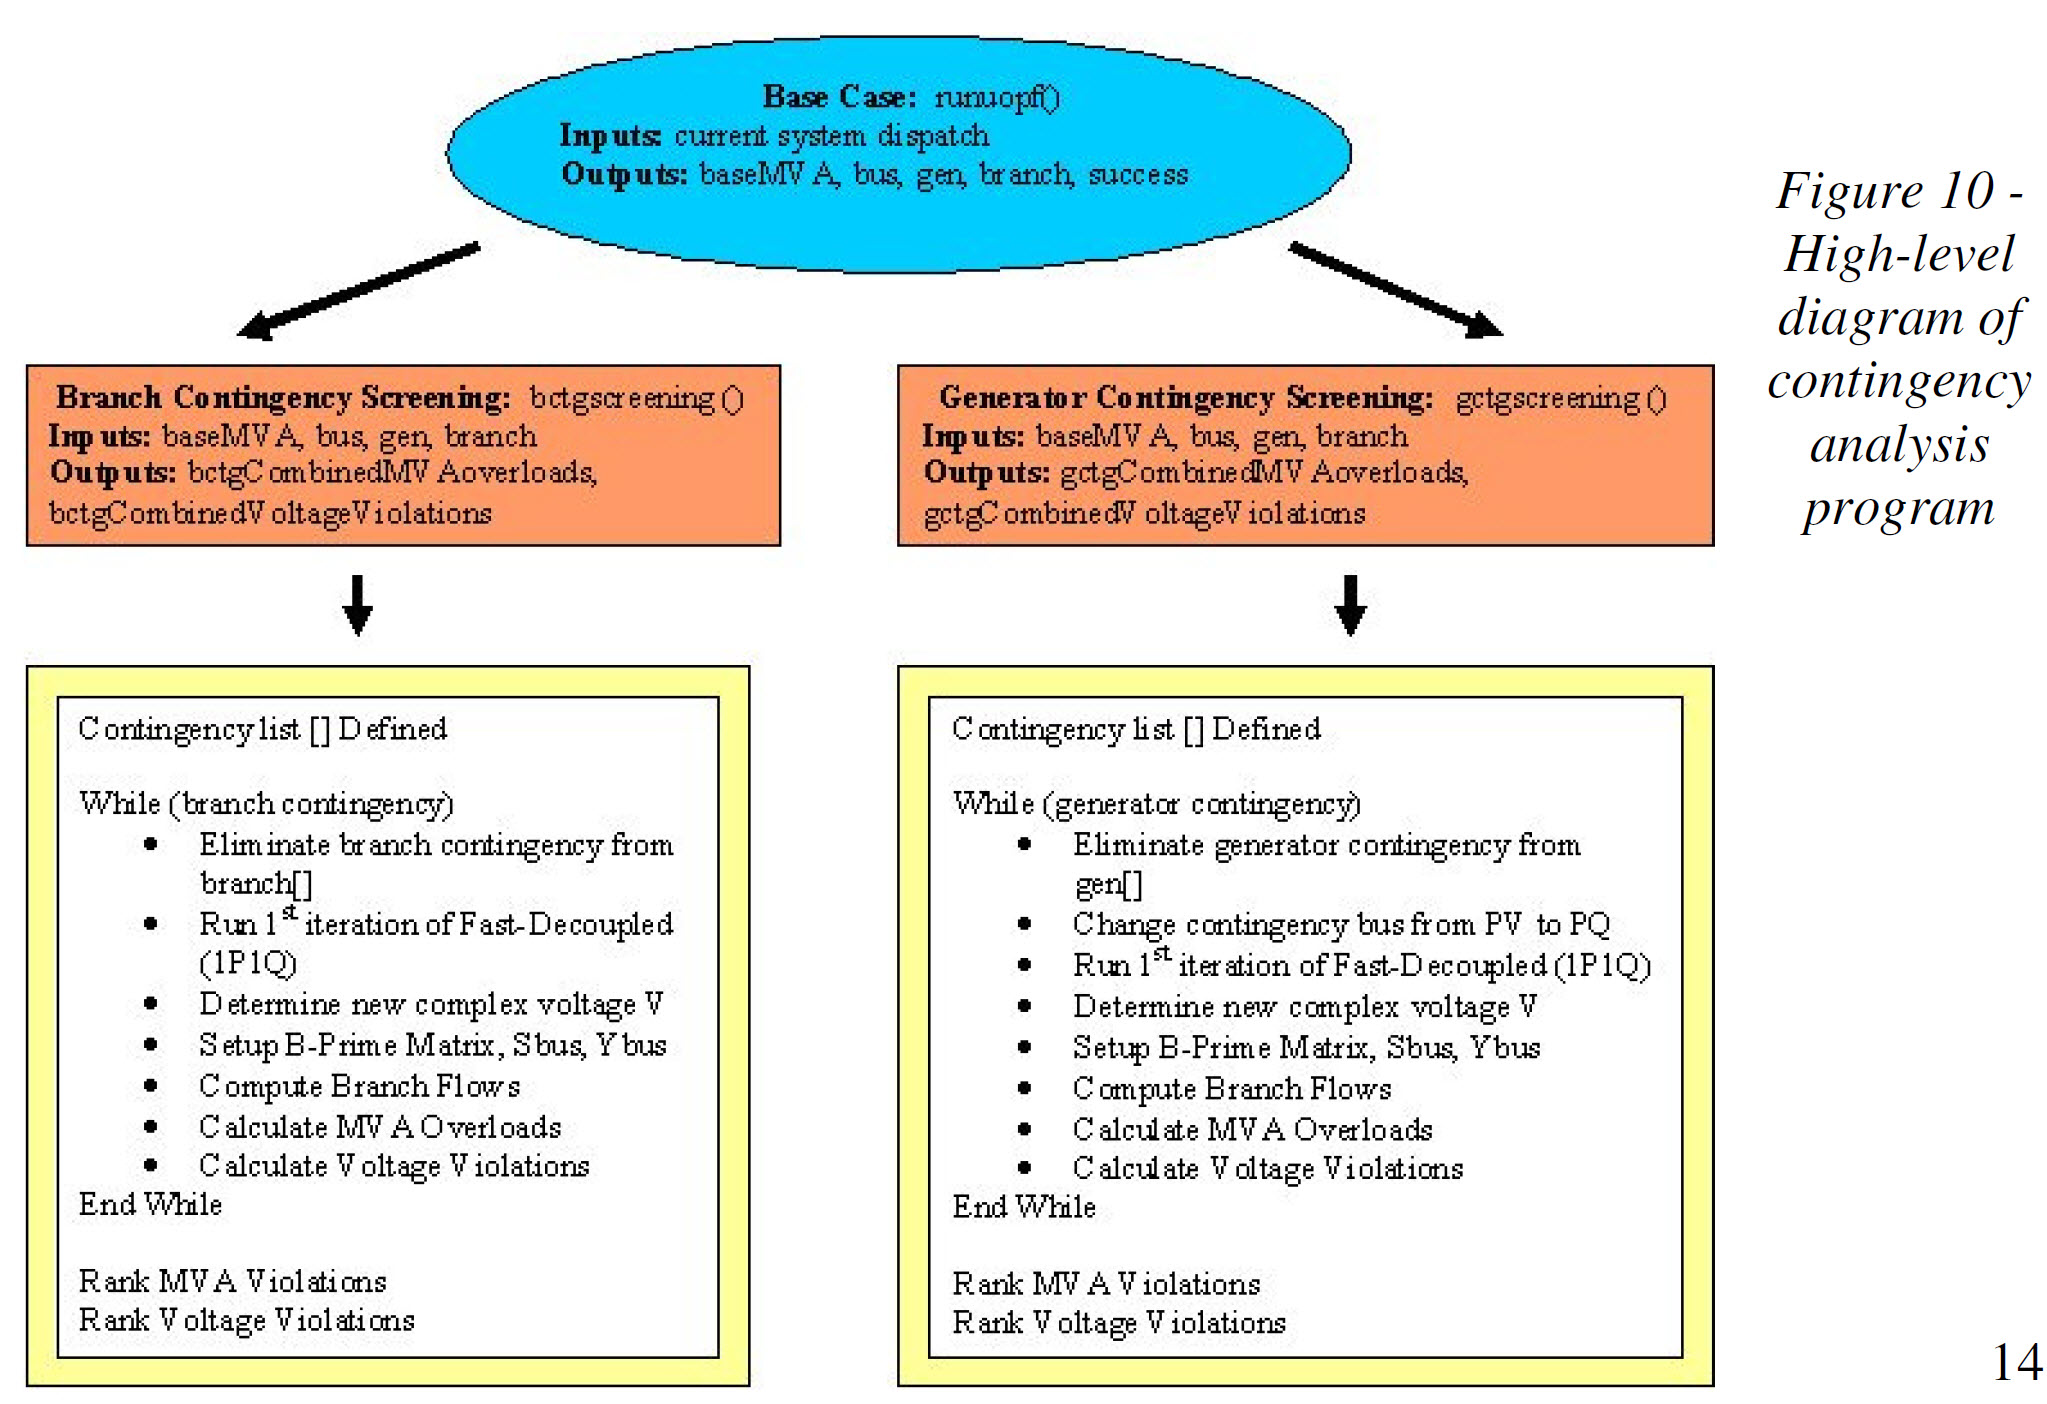 Base Case: runuopf()
Inputs: current system dispatch
Outputs: baseMVA, bus, gen, branch, success
Figure 10 -
High-level
diagram of
contingency
analysis
program
Branch Contingency Screening: bctgscreening ()
Inputs: baseMVA, bus, gen, branch
Outputs: bctgCombinedMVAoverloads,
bctgCombinedVoltageViolations
Generator Contingency Screening: gctgscreening ()
Inputs: baseMVA, bus, gen, branch
Outputs: gctgCombinedMVAoverloads,
gctgCombinedVoltageViolations
Contingency list [] Defined
While (branch contingency)
• Eliminate branch contingency from
branch[]
• Run 1st iteration of Fast-Decoupled
(1P1Q)
• Determine new complex voltage V
• Setup B-Prime Matrix, Sbus, Ybus
• Compute Branch Flows
• Calculate MVA Overloads
• Calculate Voltage Violations
End While
Rank MVA Violations
Rank Voltage Violations
Contingency list [] Defined
While (generator contingency)
• Eliminate generator contingency from
gen[]
• Change contingency bus from PV to PQ
• Run 1st iteration of Fast-Decoupled (1P1Q)
• Determine new complex voltage V
• Setup B-Prime Matrix, Sbus, Ybus
• Compute Branch Flows
• Calculate MVA Overloads
• Calculate Voltage Violations
End While
Rank MVA Violations
Rank Voltage Violations
14